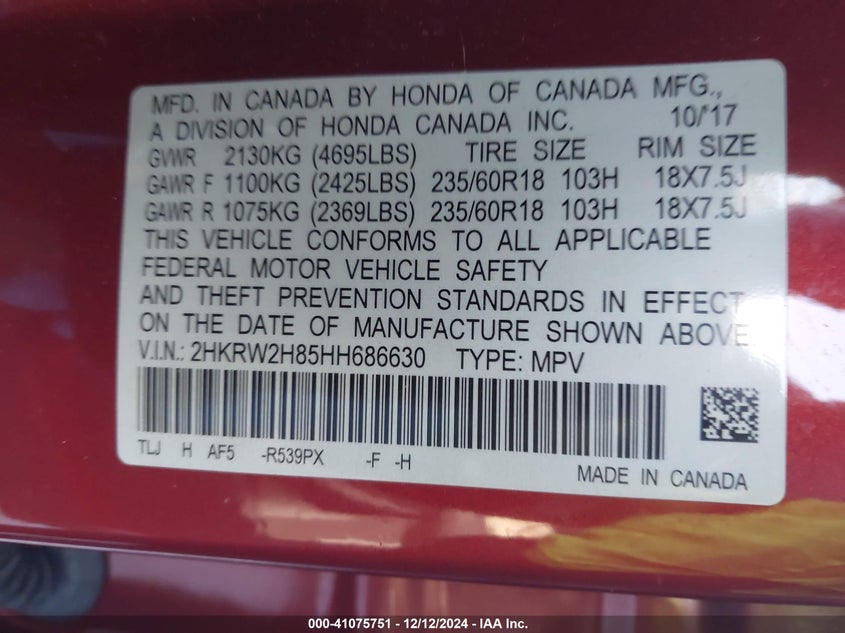 MFD. IN CANADA BY HONDA OF CANADA MFG.,
A DIVISION OF HONDA CANADA INC. 10/'17
GVWR 2130KG (4695LBS) TIRE SIZE RIM SIZE
GAWR F 1100KG (2425LBS) 235/60R18 103H 18X7.5J
GAWR R 1075KG (2369LBS) 235/60R18 103H 18X7.5J
THIS VEHICLE CONFORMS TO ALL APPLICABLE
FEDERAL MOTOR VEHICLE SAFETY
AND THEFT PREVENTION STANDARDS IN EFFECT
ON THE DATE OF MANUFACTURE SHOWN ABOVE
V.I.N.: 2HKRW2H85HH686630 TYPE: MPV
TLJ H AF5 -R539PX -F -H
MADE IN CANADA
000-41075751 - 12/12/2024 - IAA Inc.